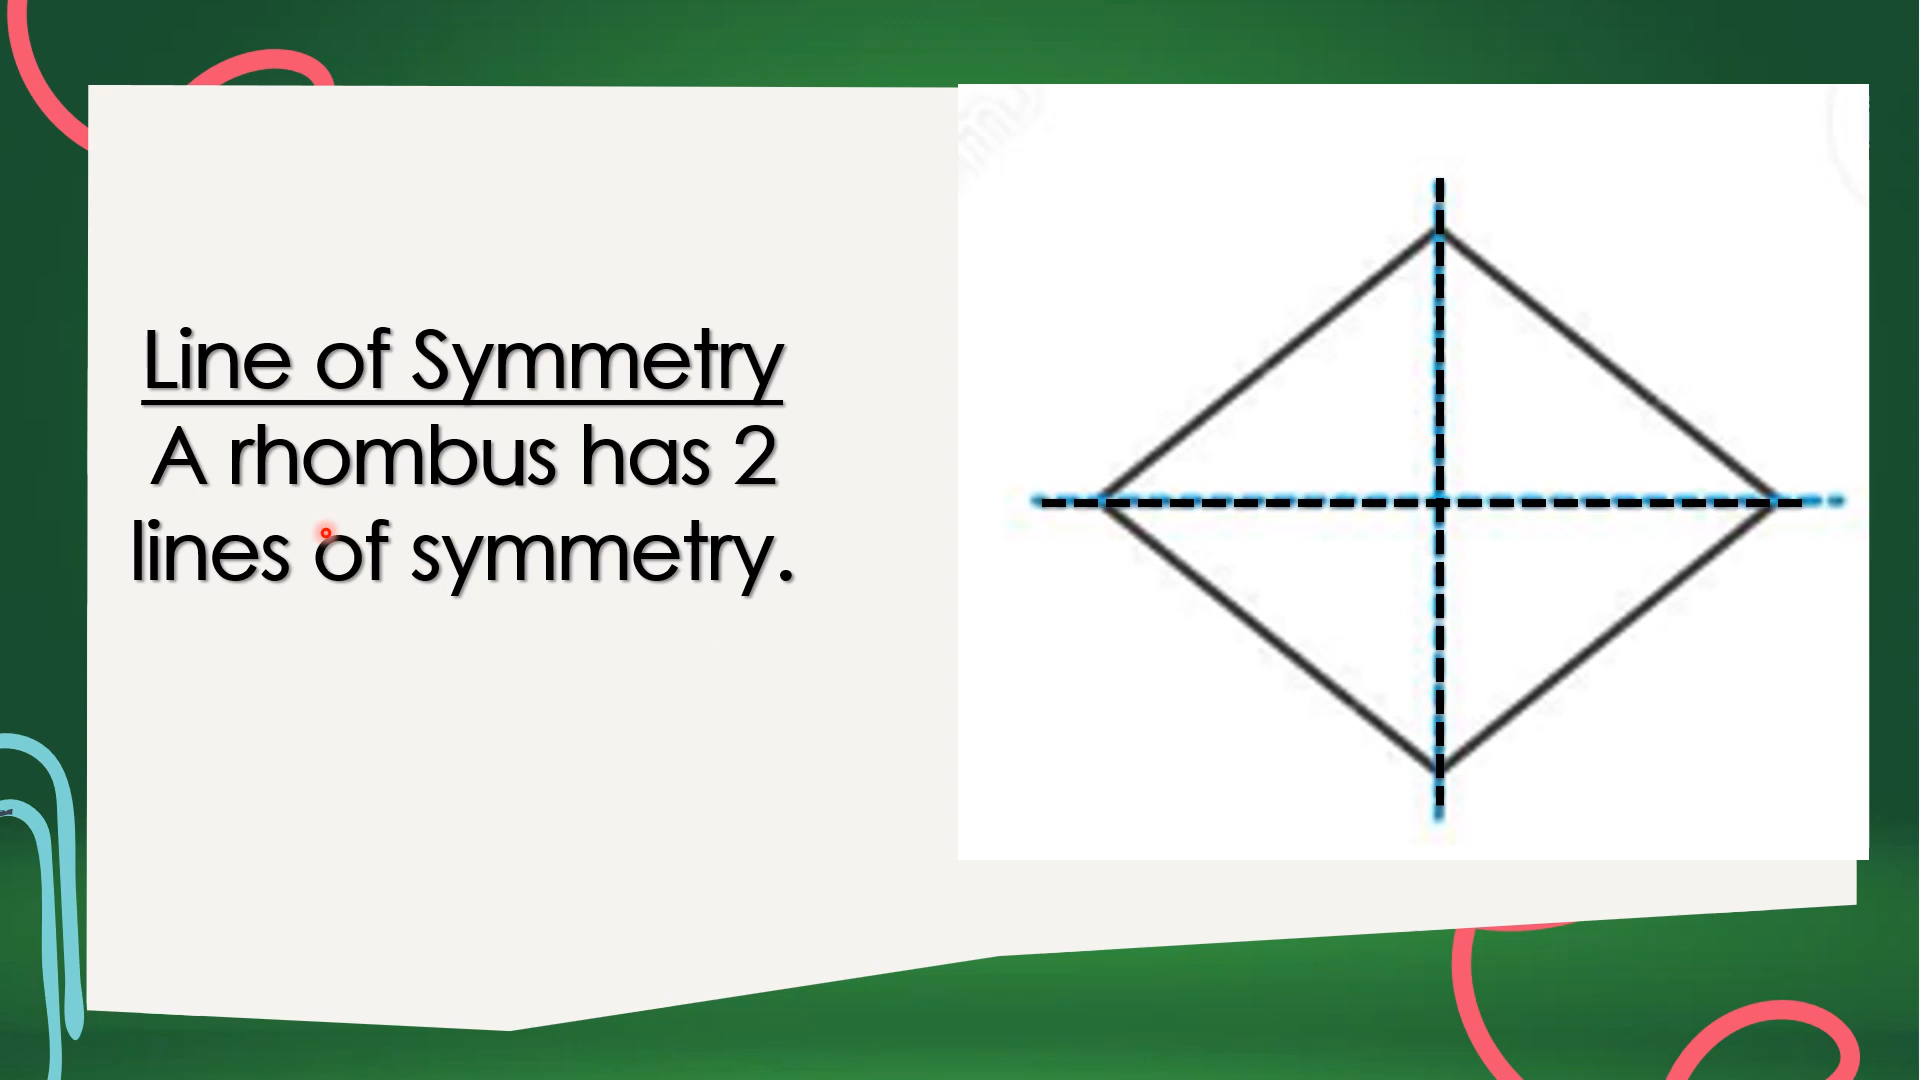 Line of Symmetry
A rhombus has 2
lines of symmetry.